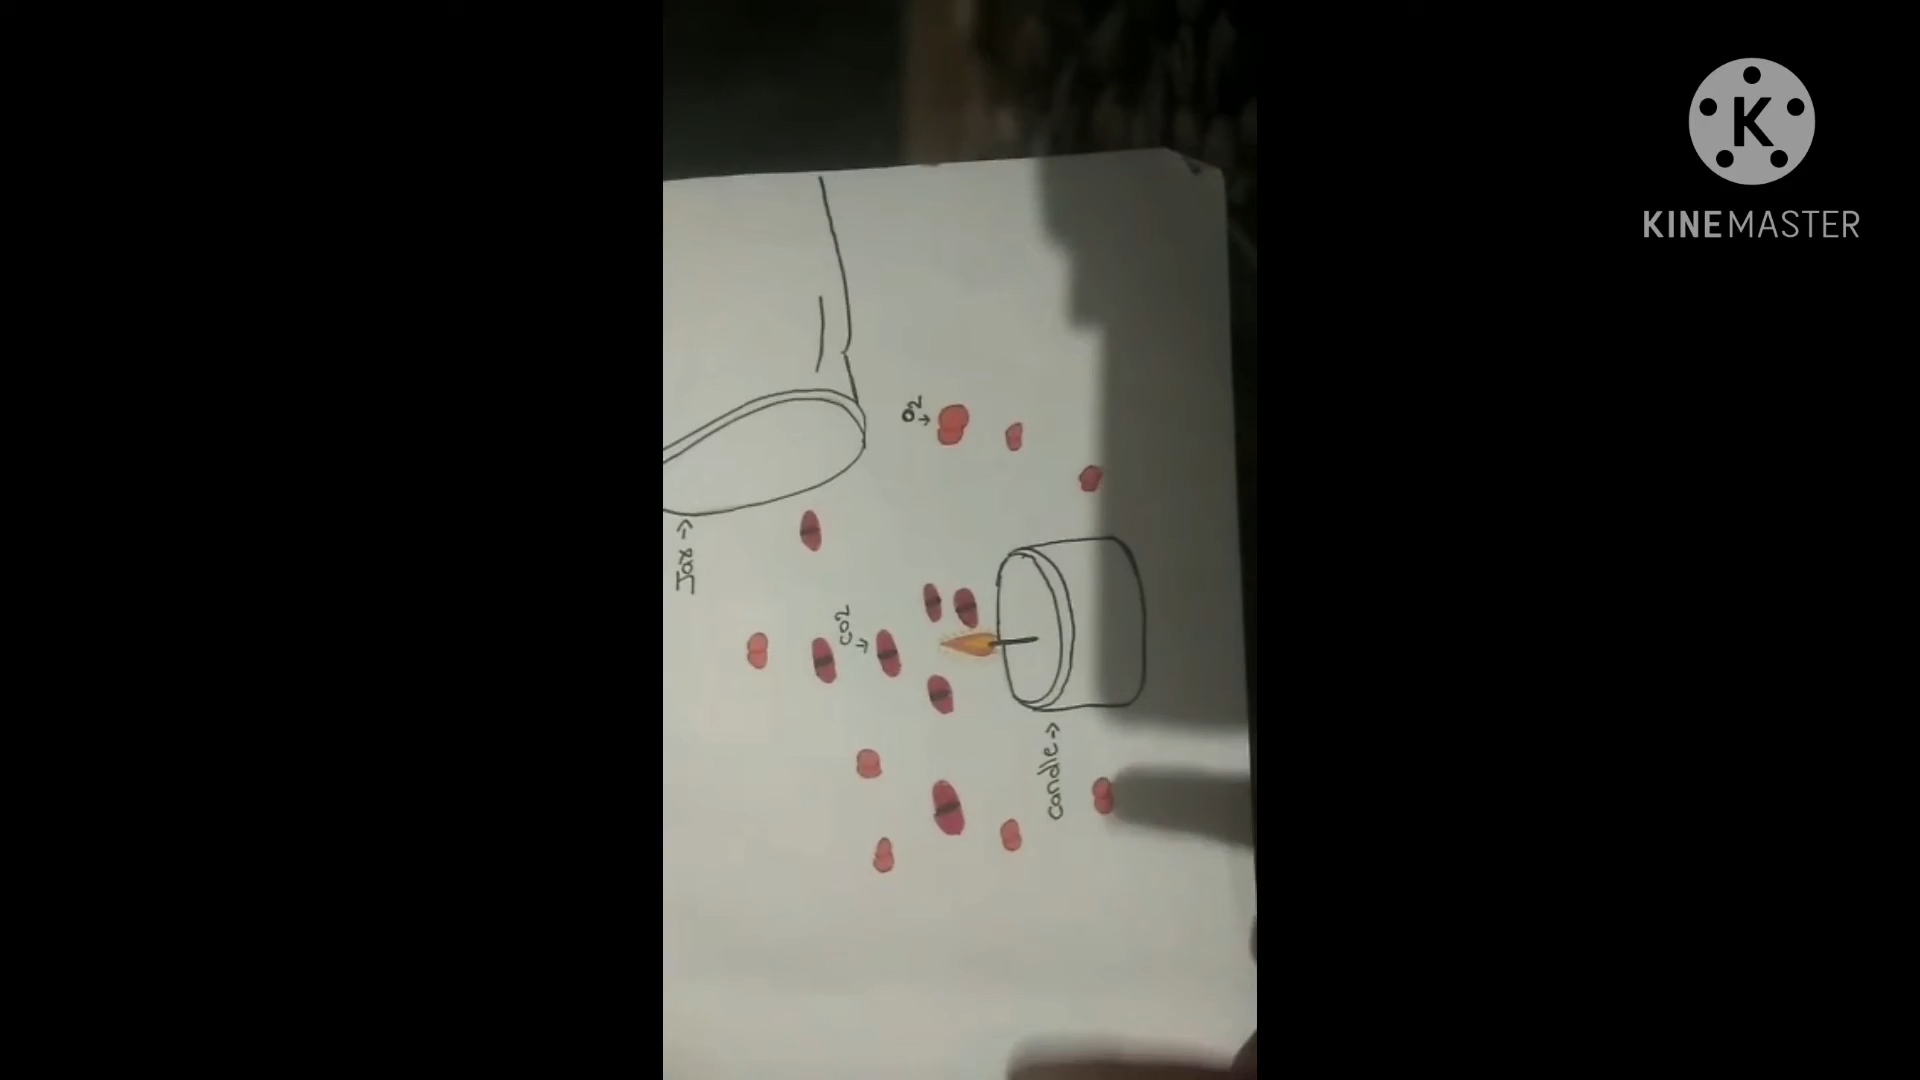 Jar →
CO2
O2
Candle →
K
KINEMASTER